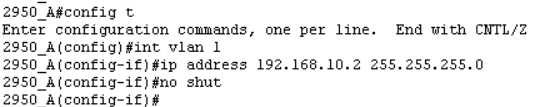 2950_A#config t
Enter configuration commands, one per line.  End with CNTL/Z
2950_A(config)#int vlan 1
2950_A(config-if)#ip address 192.168.10.2 255.255.255.0
2950_A(config-if)#no shut
2950_A(config-if)#